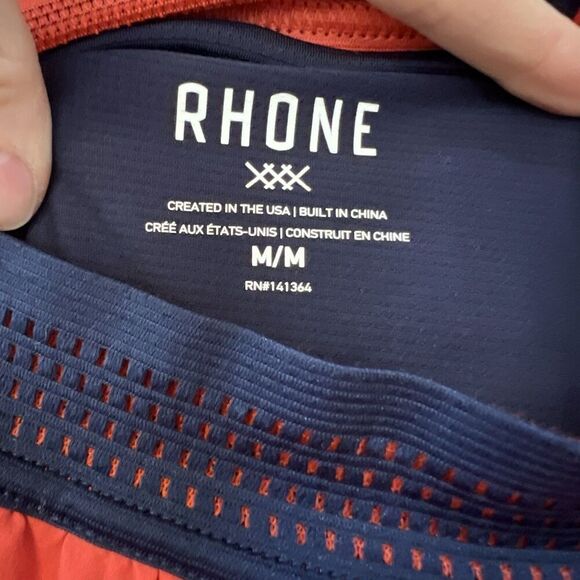 RHONE
CREATED IN THE USA | BUILT IN CHINA
CRÉÉ AUX ÉTATS-UNIS | CONSTRUIT EN CHINE
M/M
RN#141364